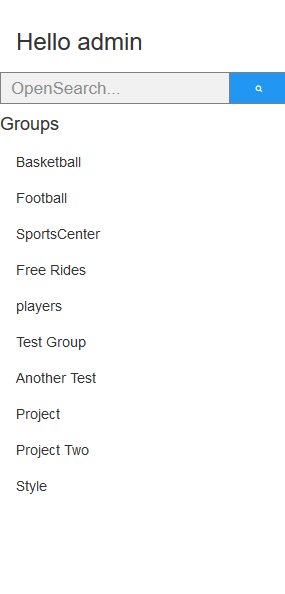 Hello admin
OpenSearch...
Groups
Basketball
Football
SportsCenter
Free Rides
players
Test Group
Another Test
Project
Project Two
Style